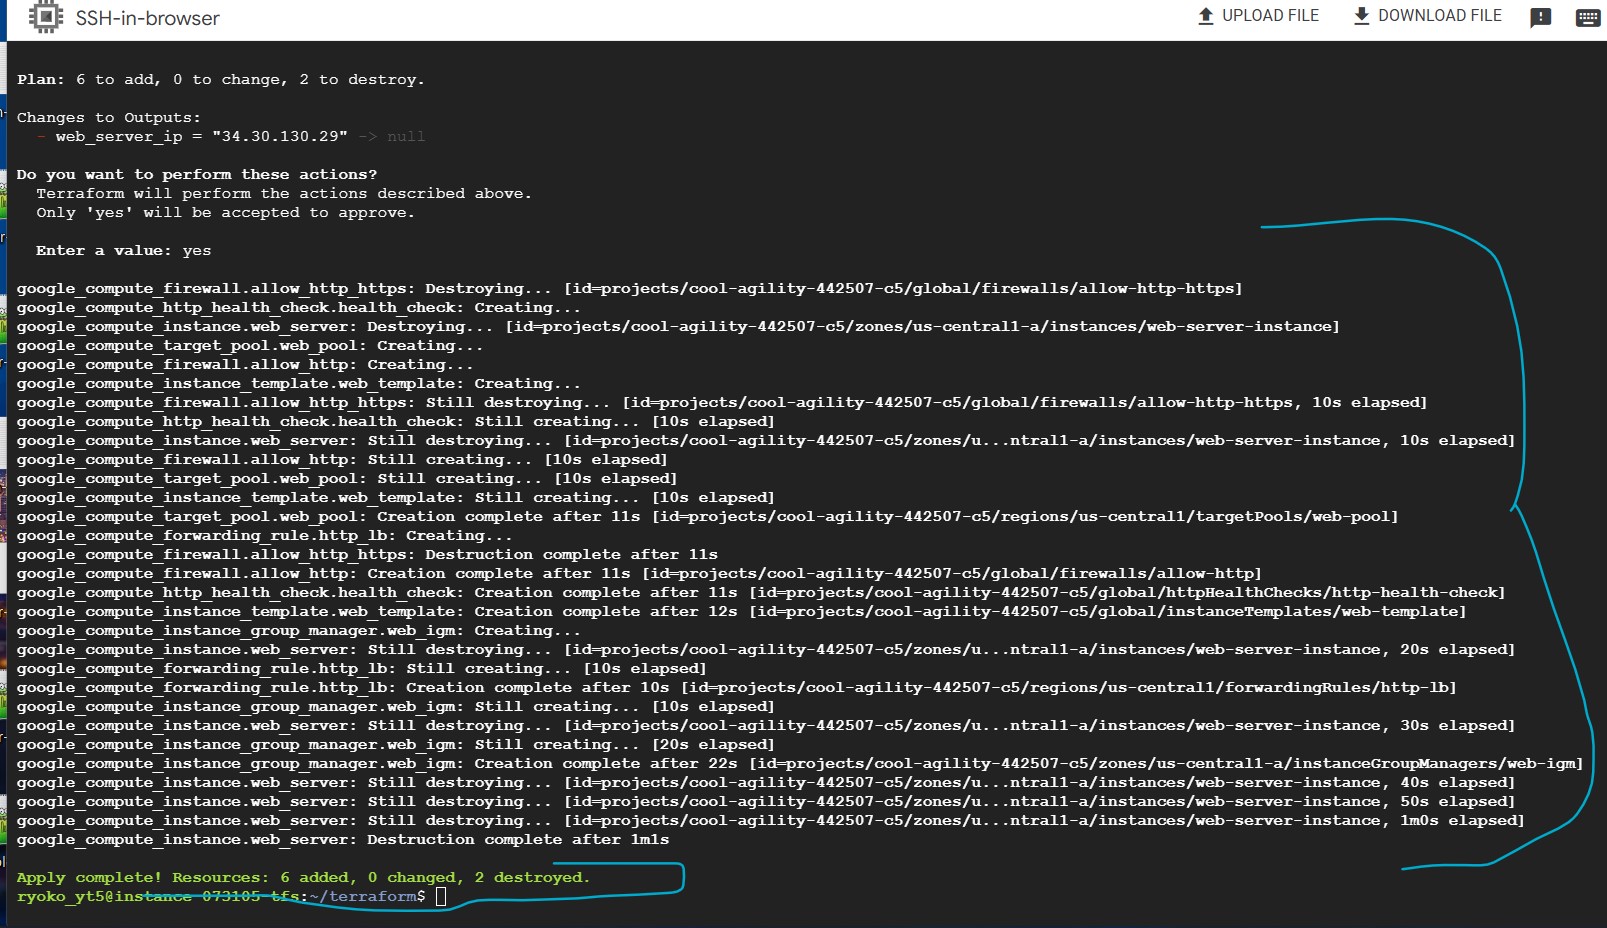 SSH-in-browser
UPLOAD FILE
DOWNLOAD FILE
Plan: 6 to add, 0 to change, 2 to destroy.
Changes to Outputs:
- web_server_ip = "34.30.130.29" -> null
Do you want to perform these actions?
Terraform will perform the actions described above.
Only 'yes' will be accepted to approve.
Enter a value: yes
google_compute_firewall.allow_http_https: Destroying... [id=projects/cool-agility-442507-c5/global/firewalls/allow-http-https]
google_compute_http_health_check.health_check: Creating...
google_compute_instance.web_server: Destroying... [id=projects/cool-agility-442507-c5/zones/us-central1-a/instances/web-server-instance]
google_compute_target_pool.web_pool: Creating...
google_compute_firewall.allow_http: Creating...
google_compute_instance_template.web_template: Creating...
google_compute_firewall.allow_http_https: Still destroying... [id=projects/cool-agility-442507-c5/global/firewalls/allow-http-https, 10s elapsed]
google_compute_http_health_check.health_check: Still creating... [10s elapsed]
google_compute_instance.web_server: Still destroying... [id=projects/cool-agility-442507-c5/zones/u...ntral1-a/instances/web-server-instance, 10s elapsed]
google_compute_firewall.allow_http: Still creating... [10s elapsed]
google_compute_target_pool.web_pool: Still creating... [10s elapsed]
google_compute_instance_template.web_template: Still creating... [10s elapsed]
google_compute_target_pool.web_pool: Creation complete after 11s [id=projects/cool-agility-442507-c5/regions/us-central1/targetPools/web-pool]
google_compute_forwarding_rule.http_lb: Creating...
google_compute_firewall.allow_http_https: Destruction complete after 11s
google_compute_firewall.allow_http: Creation complete after 11s [id=projects/cool-agility-442507-c5/global/firewalls/allow-http]
google_compute_http_health_check.health_check: Creation complete after 11s [id=projects/cool-agility-442507-c5/global/httpHealthChecks/http-health-check]
google_compute_instance_template.web_template: Creation complete after 12s [id=projects/cool-agility-442507-c5/global/instanceTemplates/web-template]
google_compute_instance_group_manager.web_igm: Creating...
google_compute_instance.web_server: Still destroying... [id=projects/cool-agility-442507-c5/zones/u...ntral1-a/instances/web-server-instance, 20s elapsed]
google_compute_forwarding_rule.http_lb: Still creating... [10s elapsed]
google_compute_forwarding_rule.http_lb: Creation complete after 10s [id=projects/cool-agility-442507-c5/regions/us-central1/forwardingRules/http-lb]
google_compute_instance_group_manager.web_igm: Still creating... [10s elapsed]
google_compute_instance.web_server: Still destroying... [id=projects/cool-agility-442507-c5/zones/u...ntral1-a/instances/web-server-instance, 30s elapsed]
google_compute_instance_group_manager.web_igm: Still creating... [20s elapsed]
google_compute_instance_group_manager.web_igm: Creation complete after 22s [id=projects/cool-agility-442507-c5/zones/us-central1-a/instanceGroupManagers/web-igm]
google_compute_instance.web_server: Still destroying... [id=projects/cool-agility-442507-c5/zones/u...ntral1-a/instances/web-server-instance, 40s elapsed]
google_compute_instance.web_server: Still destroying... [id=projects/cool-agility-442507-c5/zones/u...ntral1-a/instances/web-server-instance, 50s elapsed]
google_compute_instance.web_server: Still destroying... [id=projects/cool-agility-442507-c5/zones/u...ntral1-a/instances/web-server-instance, 1m0s elapsed]
google_compute_instance.web_server: Destruction complete after 1m1s
Apply complete! Resources: 6 added, 0 changed, 2 destroyed.
ryoko_yt5@instance-073105-tfs:~/terraform$